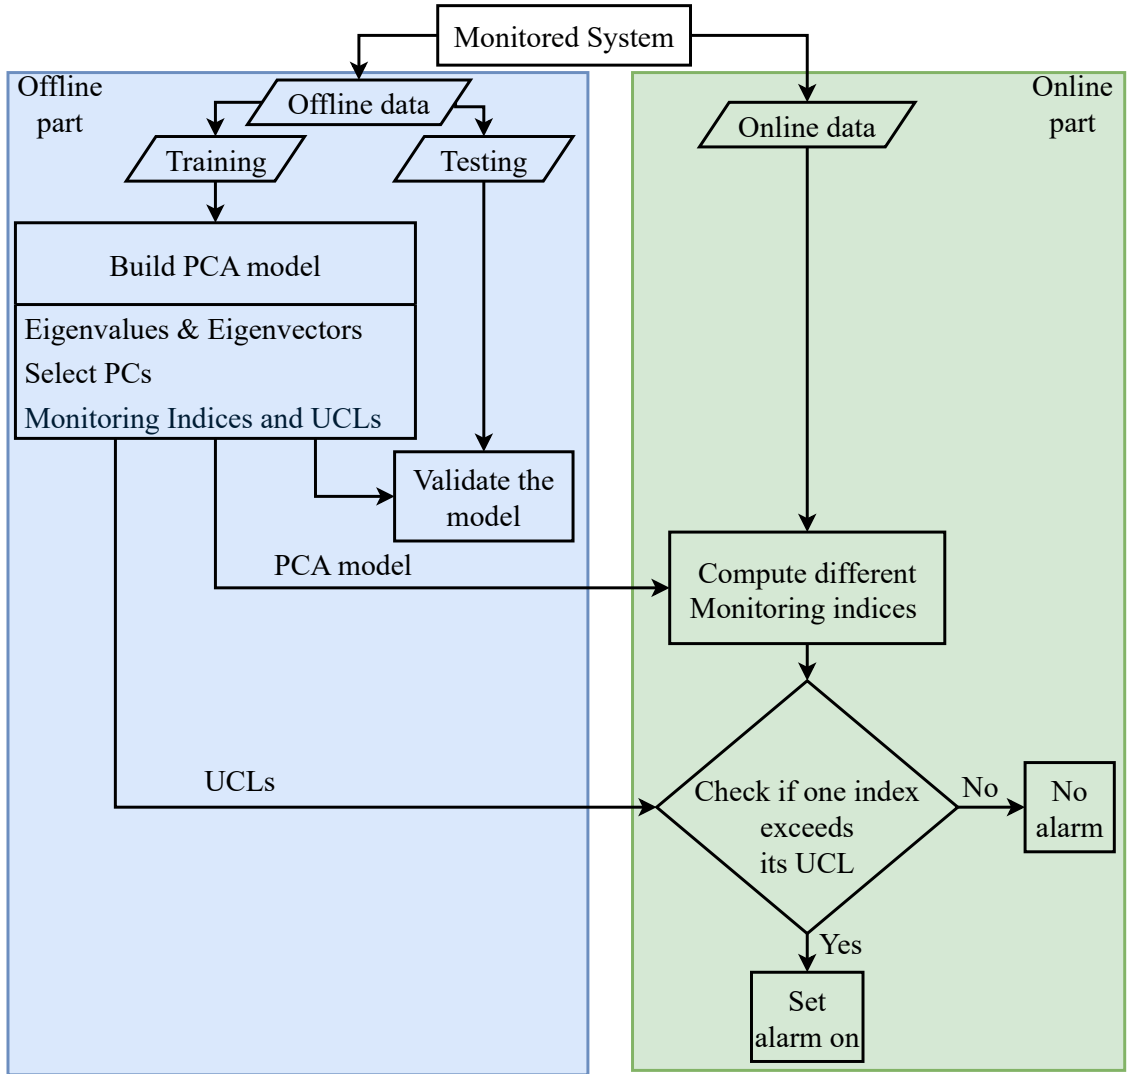 Monitored System
Offline
part
Offline data
Online
part
Online data
Training
Testing
Build PCA model
Eigenvalues & Eigenvectors
Select PCs
Monitoring Indices and UCLs
Validate the
model
PCA model
Compute different
Monitoring indices
UCLs
Check if one index
exceeds
its UCL
No
No
alarm
Yes
Set
alarm on